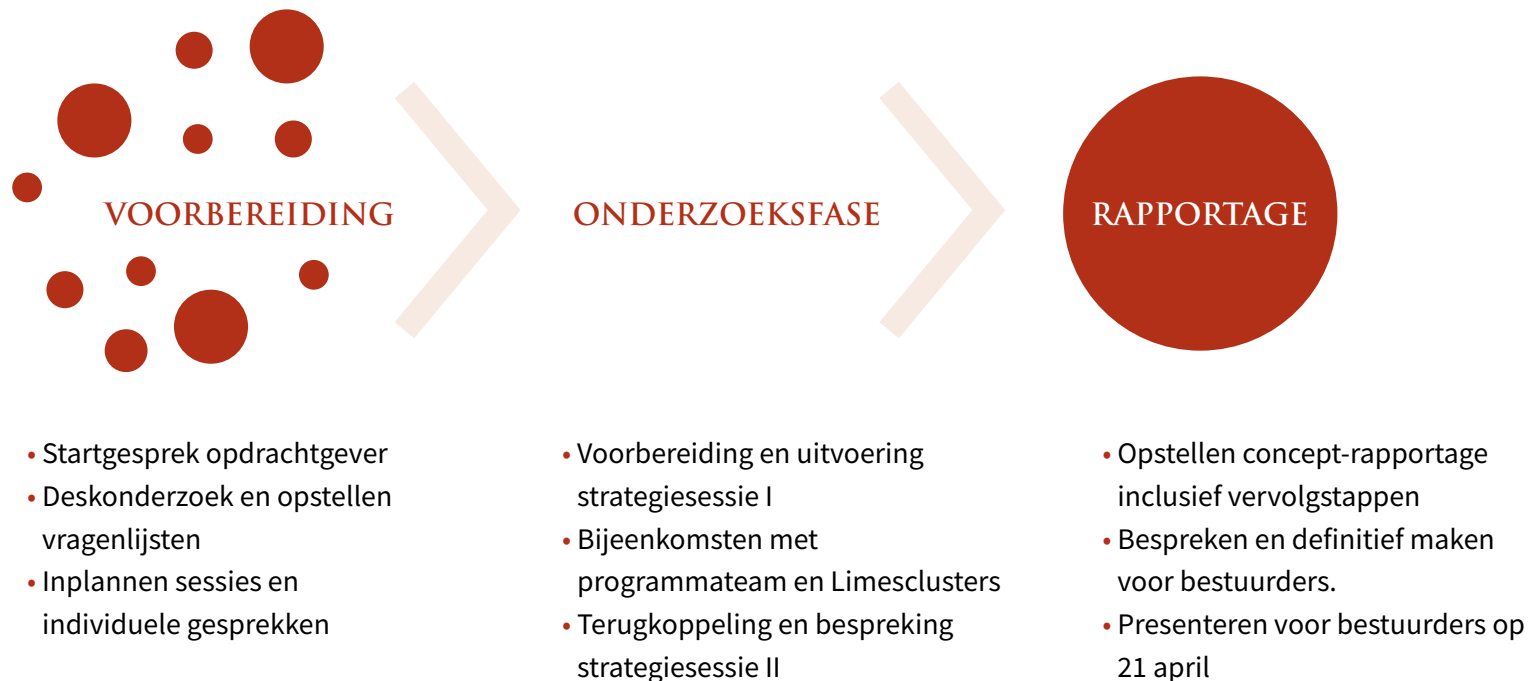 VOORBEREIDING
ONDERZOEKSFASE
RAPPORTAGE
• Startgesprek opdrachtgever
• Deskonderzoek en opstellen
vragenlijsten
• Inplannen sessies en
individuele gesprekken
• Voorbereiding en uitvoering
strategiesessie I
• Bijeenkomsten met
programmateam en Limesclusters
• Terugkoppeling en bespreking
strategiesessie II
• Opstellen concept-rapportage
inclusief vervolgstappen
• Bespreken en definitief maken
voor bestuurders.
• Presenteren voor bestuurders op
21 april